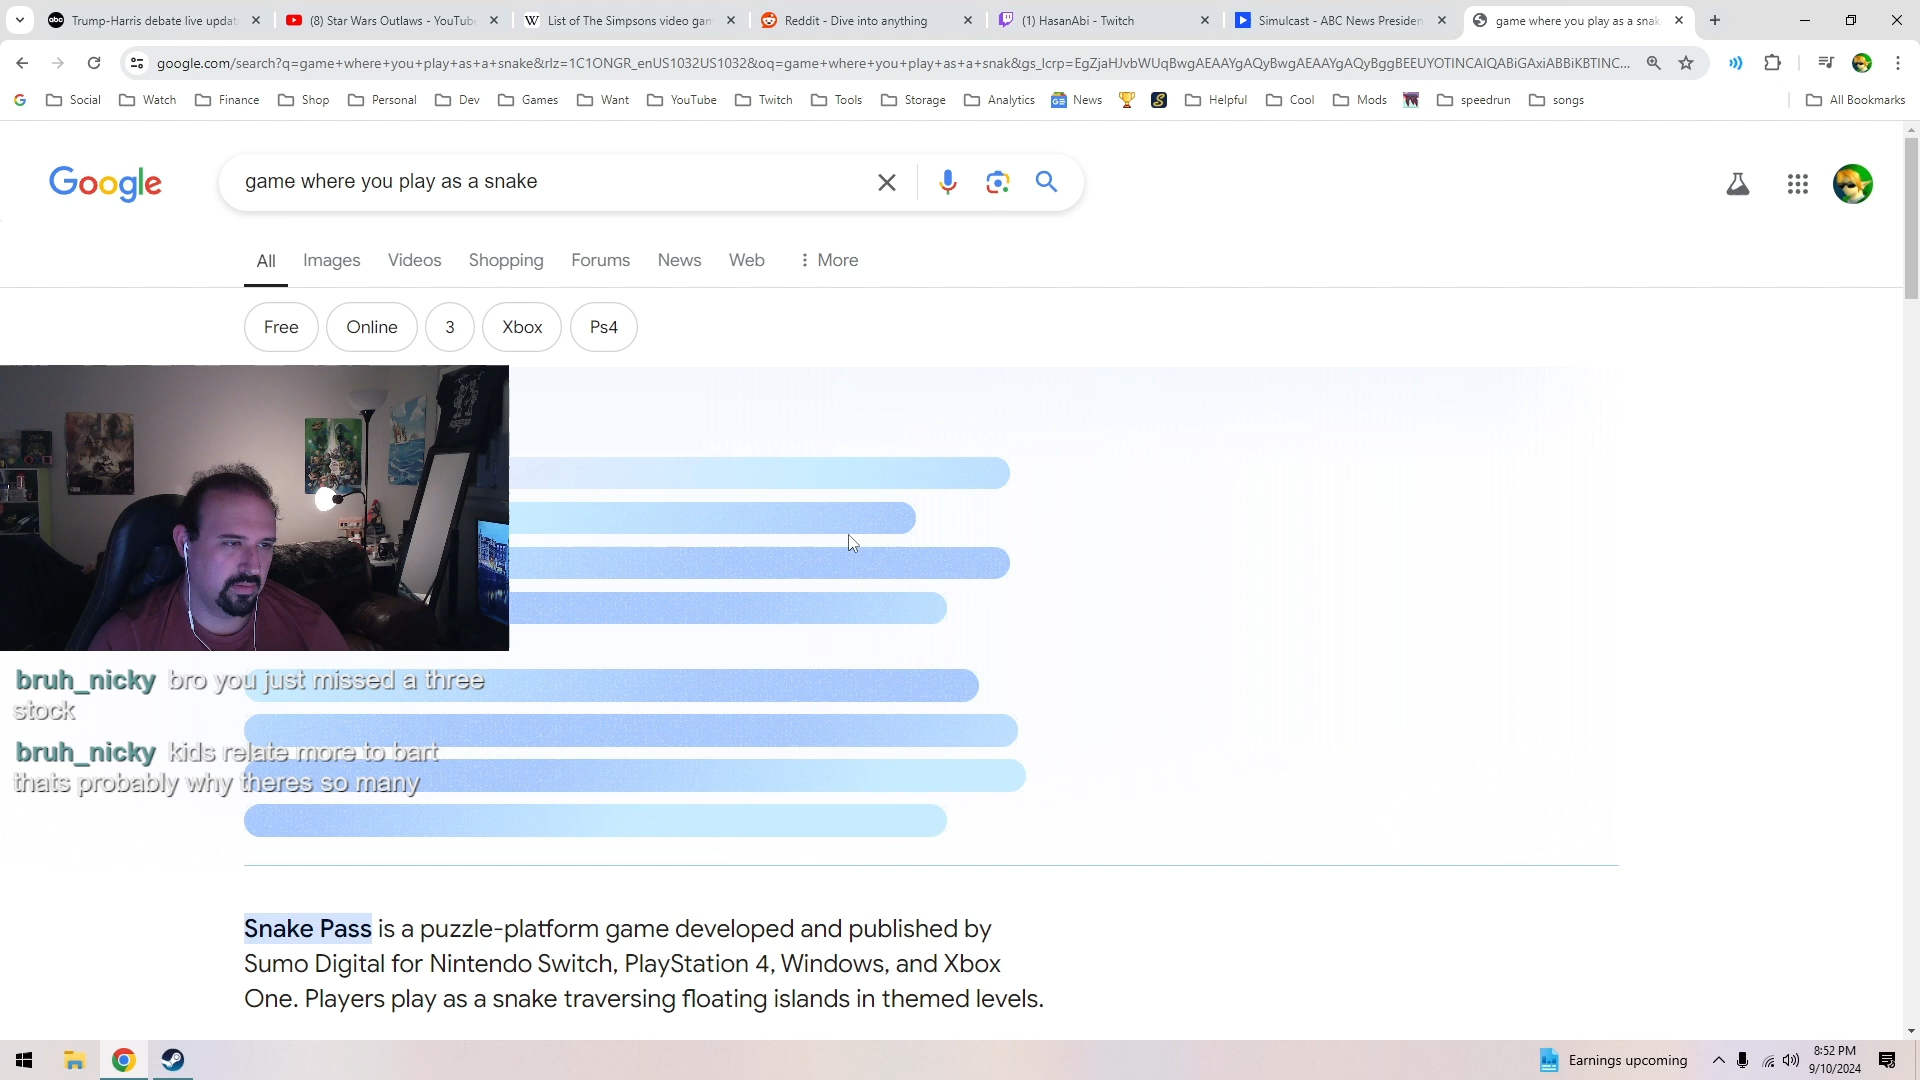 Trump-Harris debate live updat
(8) Star Wars Outlaws - YouTube
List of The Simpsons video gam
Reddit - Dive into anything
(1) HasanAbi - Twitch
Simulcast - ABC News Presiden
game where you play as a snak
google.com/search?q=game+where+you+play+as+a+snake&rlz=1C1ONGR_enUS1032US1032&oq=game+where+you+play+as+a+snak&gs_lcrp=EgZjaHJvbWUqBwgAEAAYgAQyBwgAEAAYgAQyBggBEEUYOTINCAIQABiGAxiABBiKBTINC...
Social Watch Finance Shop Personal Dev Games Want YouTube Twitch Tools Storage Analytics News Helpful Cool Mods speedrun songs All Bookmarks
Google
game where you play as a snake
All Images Videos Shopping Forums News Web More
Free Online 3 Xbox Ps4
bruh_nicky bro you just missed a three
stock
bruh_nicky kids relate more to bart
thats probably why theres so many
Snake Pass is a puzzle-platform game developed and published by
Sumo Digital for Nintendo Switch, PlayStation 4, Windows, and Xbox
One. Players play as a snake traversing floating islands in themed levels.
Earnings upcoming
8:52 PM
9/10/2024